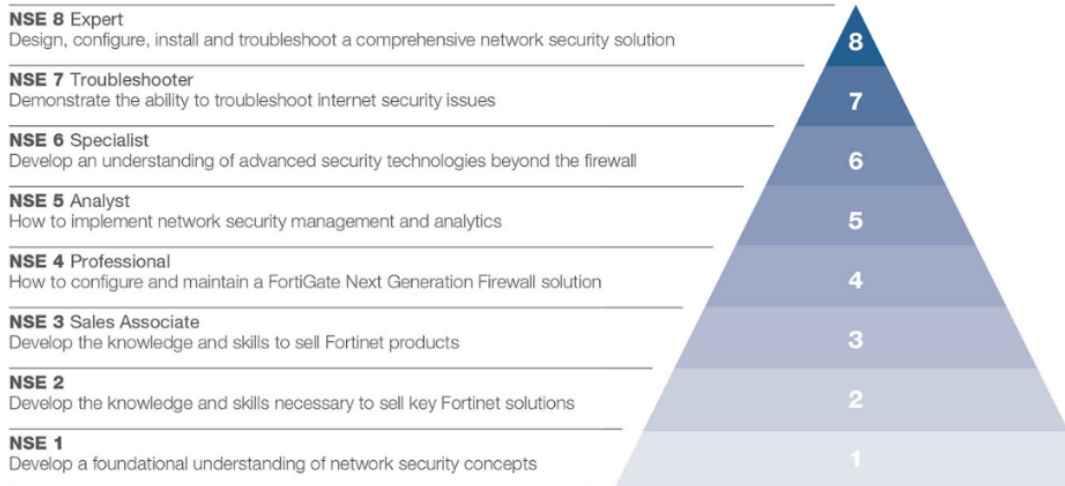 NSE 8 Expert
Design, configure, install and troubleshoot a comprehensive network security solution
8
NSE 7 Troubleshooter
Demonstrate the ability to troubleshoot internet security issues
7
NSE 6 Specialist
Develop an understanding of advanced security technologies beyond the firewall
6
NSE 5 Analyst
How to implement network security management and analytics
5
NSE 4 Professional
How to configure and maintain a FortiGate Next Generation Firewall solution
4
NSE 3 Sales Associate
Develop the knowledge and skills to sell Fortinet products
3
NSE 2
Develop the knowledge and skills necessary to sell key Fortinet solutions
2
NSE 1
Develop a foundational understanding of network security concepts
1